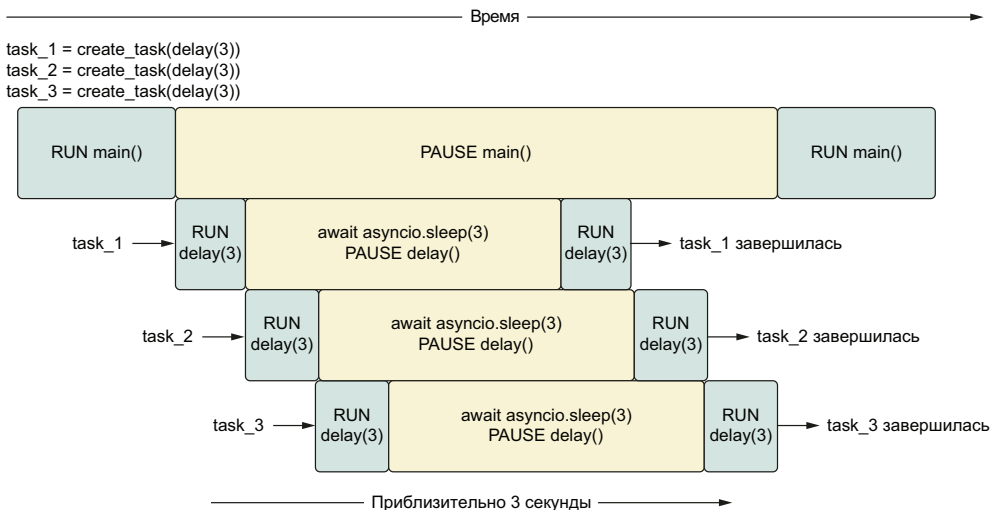 Время
task_1 = create_task(delay(3))
task_2 = create_task(delay(3))
task_3 = create_task(delay(3))
RUN main()
PAUSE main()
RUN main()
task_1
RUN
delay(3)
await asyncio.sleep(3)
PAUSE delay()
RUN
delay(3)
task_1 завершилась
task_2
RUN
delay(3)
await asyncio.sleep(3)
PAUSE delay()
RUN
delay(3)
task_2 завершилась
task_3
RUN
delay(3)
await asyncio.sleep(3)
PAUSE delay()
RUN
delay(3)
task_3 завершилась
Приблизительно 3 секунды